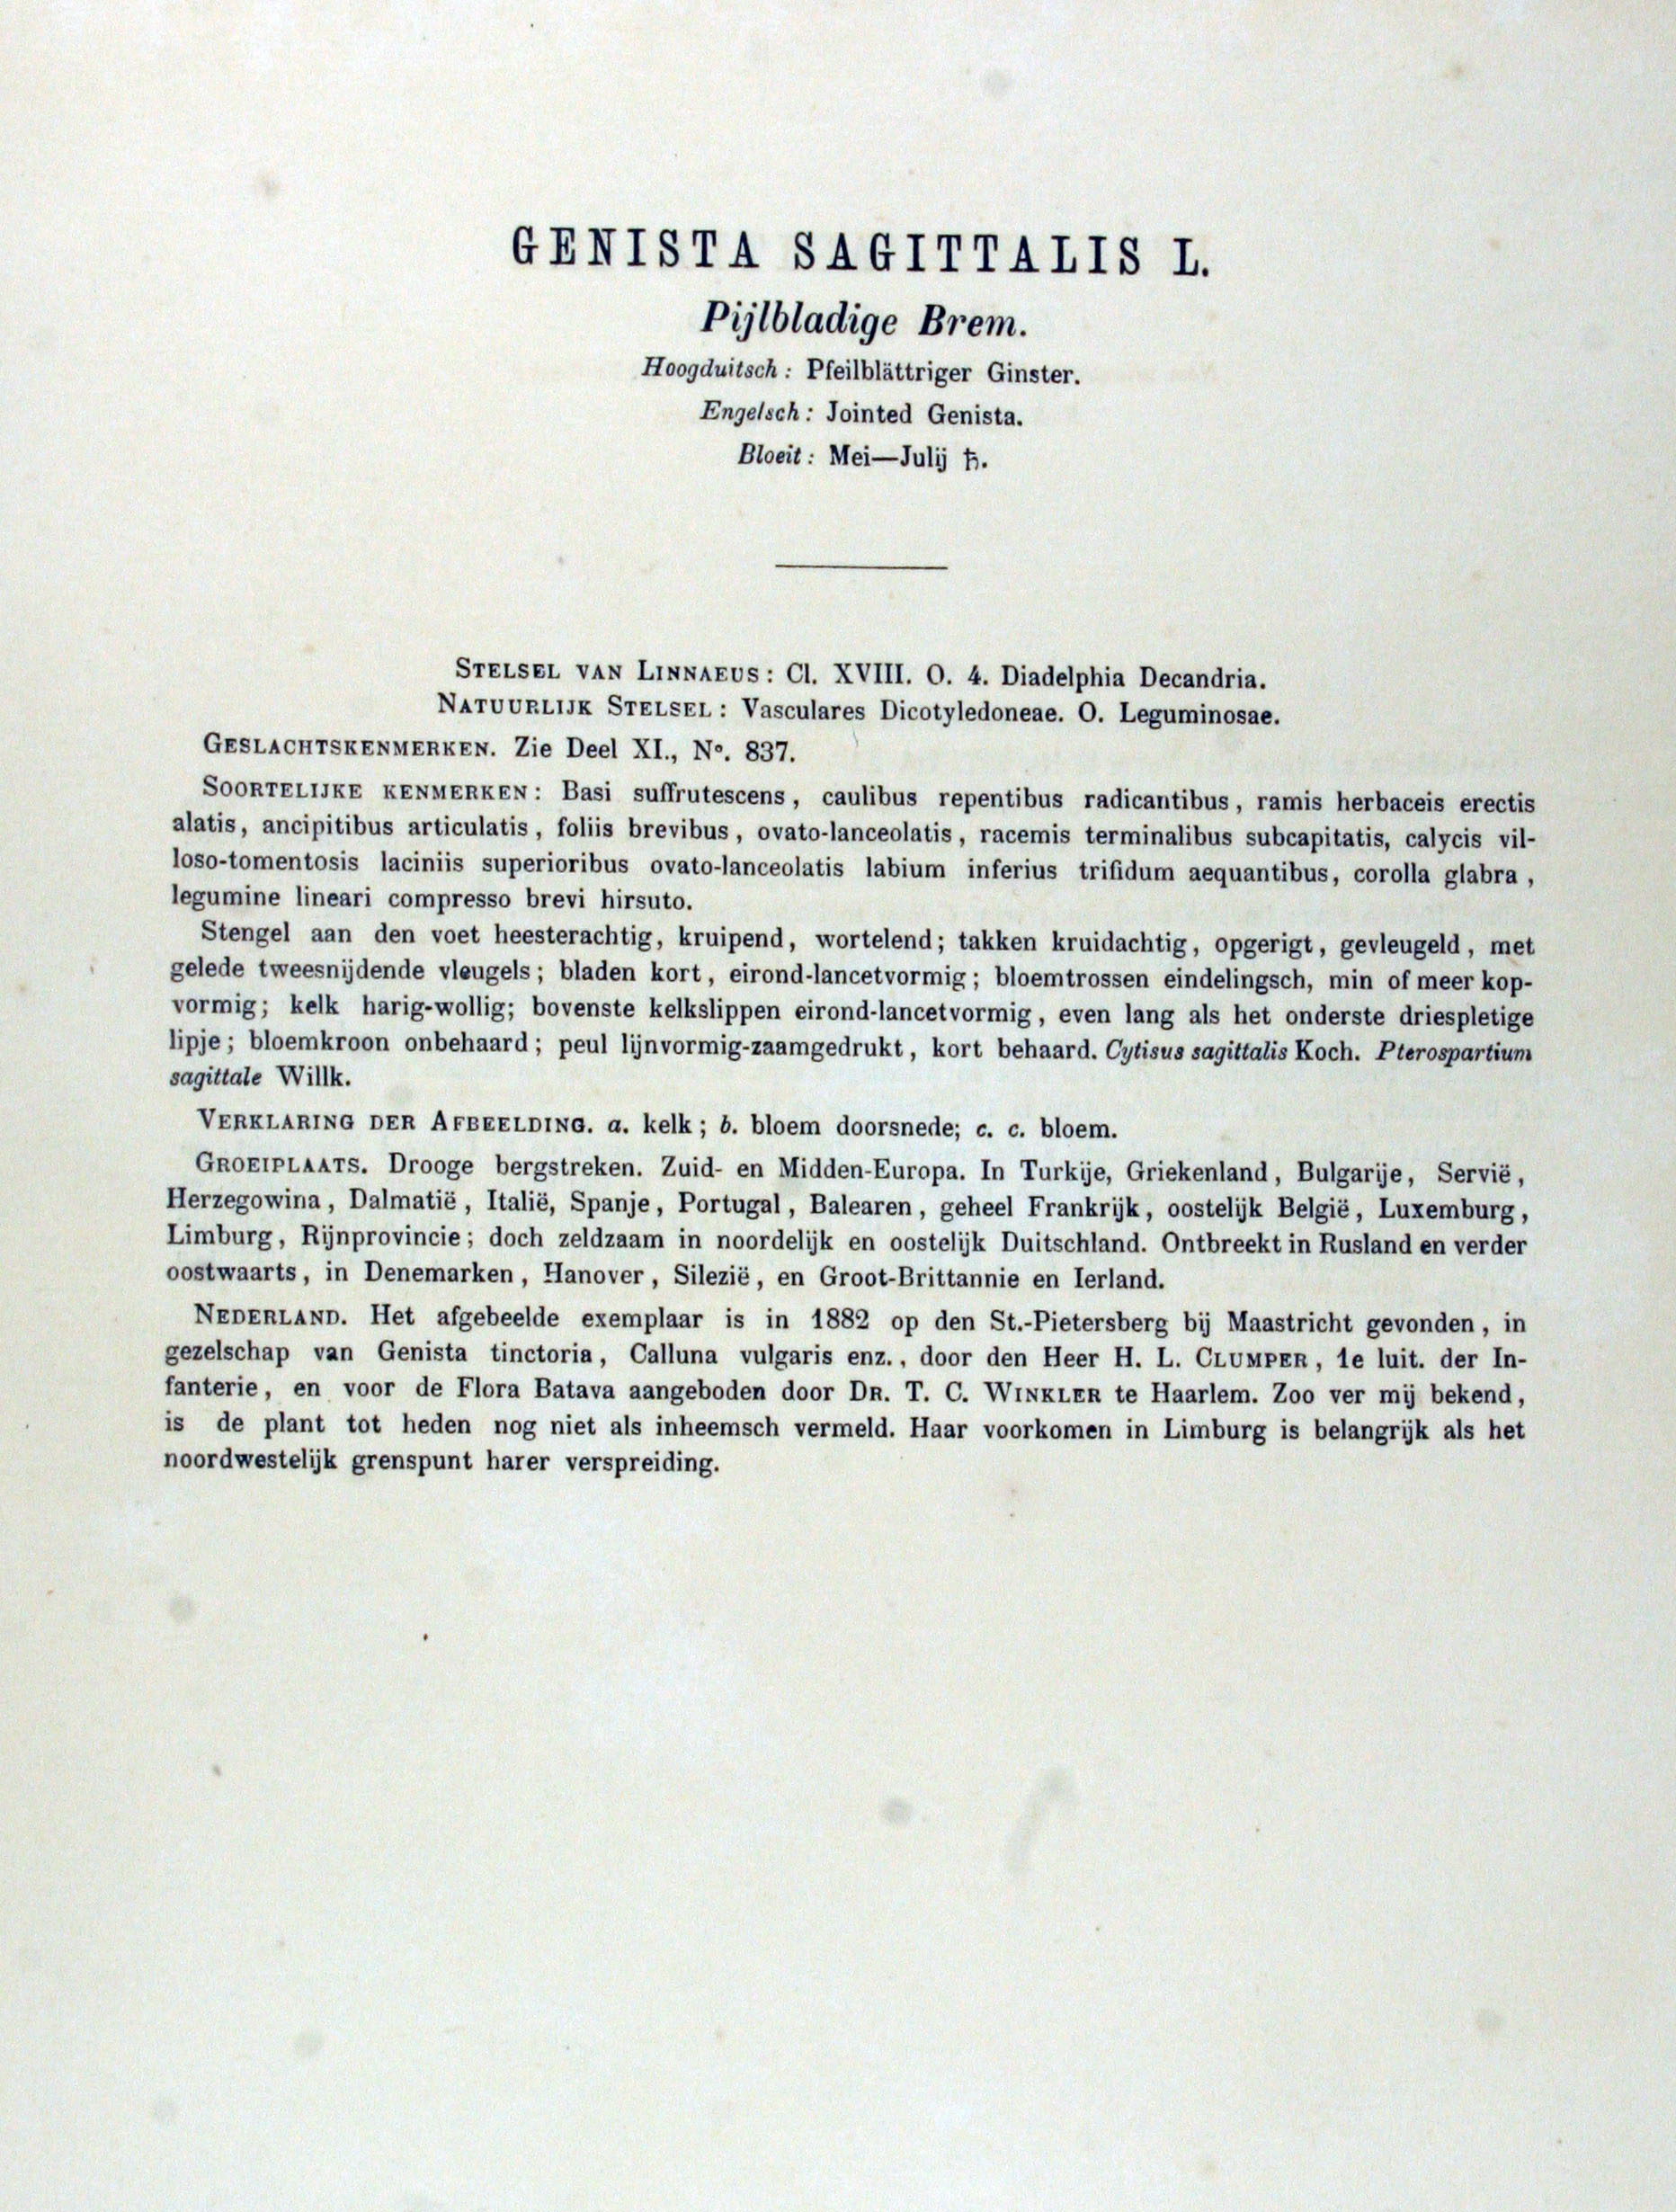 GENISTA SAGITTALIS L.
Pijlbladige Brem.
Hoogduitsch: Pfeilblättriger Ginster.
Engelsch: Jointed Genista.
Bloeit: Mei—Julij ♄.
STELSEL VAN LINNAEUS: Cl. XVIII. O. 4. Diadelphia Decandria.
NATUURLIJK STELSEL: Vasculares Dicotyledoneae. O. Leguminosae.
GESLACHTSKENMERKEN. Zie Deel XI., Nº. 837.
SOORTELIJKE KENMERKEN: Basi suffrutescens, caulibus repentibus radicantibus, ramis herbaceis erectis
alatis, ancipitibus articulatis, foliis brevibus, ovato-lanceolatis, racemis terminalibus subcapitatis, calycis vil-
loso-tomentosis laciniis superioribus ovato-lanceolatis labium inferius trifidum aequantibus, corolla glabra,
legumine lineari compresso brevi hirsuto.
Stengel aan den voet heesterachtig, kruipend, wortelend; takken kruidachtig, opgerigt, gevleugeld, met
gelede tweesnijdende vleugels; bladen kort, eirond-lancetvormig; bloemtrossen eindelingsch, min of meer kop-
vormig; kelk harig-wollig; bovenste kelkslippen eirond-lancetvormig, even lang als het onderste driespletige
lipje; bloemkroon onbehaard; peul lijnvormig-zaamgedrukt, kort behaard. Cytisus sagittalis Koch. Pterospartium
sagittale Willk.
VERKLARING DER AFBEELDING. a. kelk; b. bloem doorsnede; c. c. bloem.
GROEIPLAATS. Drooge bergstreken. Zuid- en Midden-Europa. In Turkije, Griekenland, Bulgarije, Servië,
Herzegowina, Dalmatië, Italië, Spanje, Portugal, Balearen, geheel Frankrijk, oostelijk België, Luxemburg,
Limburg, Rijnprovincie; doch zeldzaam in noordelijk en oostelijk Duitschland. Ontbreekt in Rusland en verder
oostwaarts, in Denemarken, Hanover, Silezië, en Groot-Brittannie en Ierland.
NEDERLAND. Het afgebeelde exemplaar is in 1882 op den St.-Pietersberg bij Maastricht gevonden, in
gezelschap van Genista tinctoria, Calluna vulgaris enz., door den Heer H. L. CLUMPER, 1e luit. der In-
fanterie, en voor de Flora Batava aangeboden door DR. T. C. WINKLER te Haarlem. Zoo ver mij bekend,
is de plant tot heden nog niet als inheemsch vermeld. Haar voorkomen in Limburg is belangrijk als het
noordwestelijk grenspunt harer verspreiding.